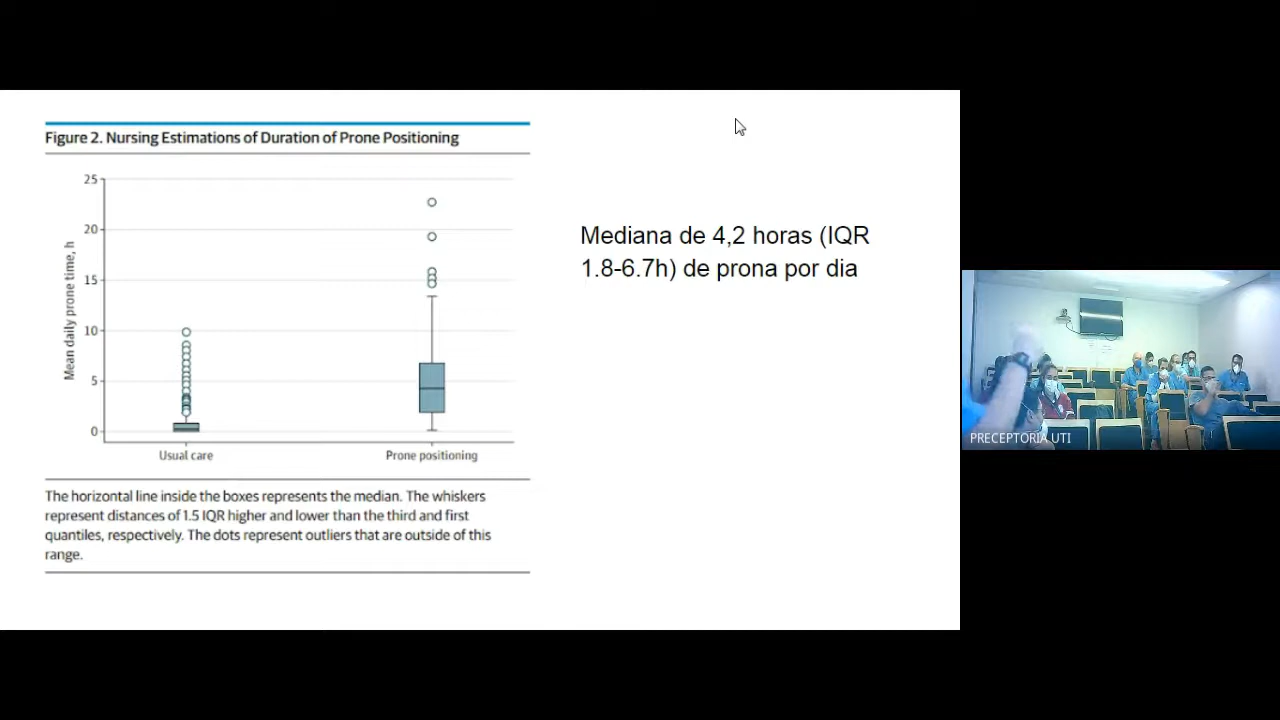 Figure 2. Nursing Estimations of Duration of Prone Positioning
25
20
15
10
5
0
Mean daily prone time, h
Usual care
Prone positioning
The horizontal line inside the boxes represents the median. The whiskers
represent distances of 1.5 IQR higher and lower than the third and first
quantiles, respectively. The dots represent outliers that are outside of this
range.
Mediana de 4,2 horas (IQR
1.8-6.7h) de prona por dia
PRECEPTORIA UTI